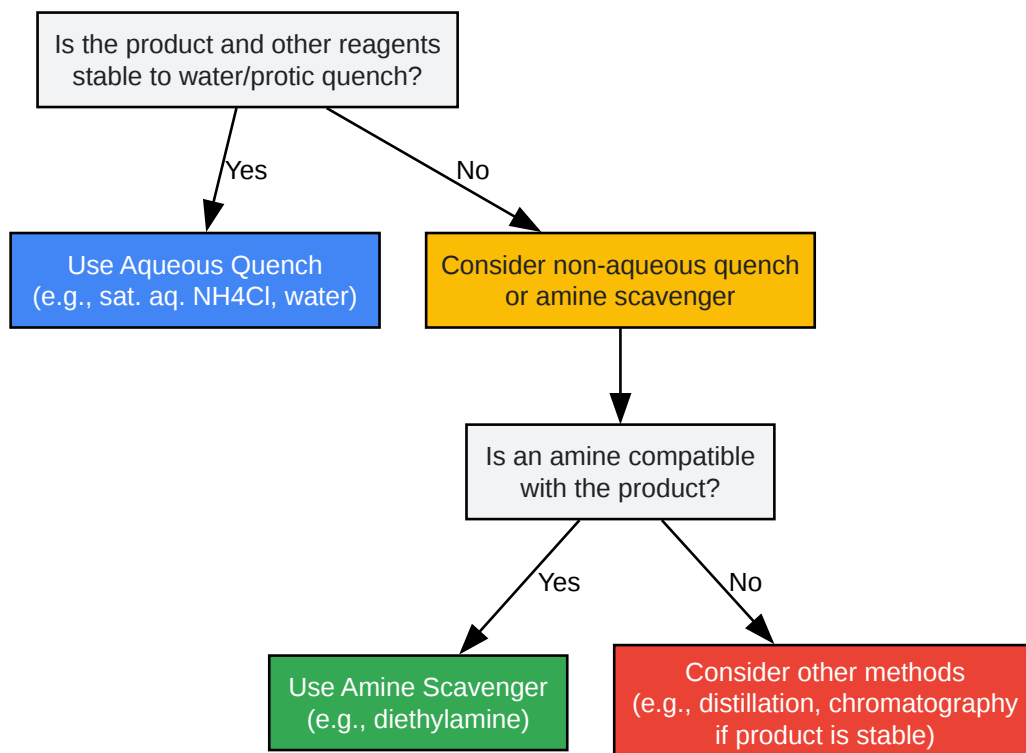 Is the product and other reagents
stable to water/protic quench?
Yes
No
Use Aqueous Quench
(e.g., sat. aq. NH4Cl, water)
Consider non-aqueous quench
or amine scavenger
Is an amine compatible
with the product?
Yes
No
Use Amine Scavenger
(e.g., diethylamine)
Consider other methods
(e.g., distillation, chromatography
if product is stable)